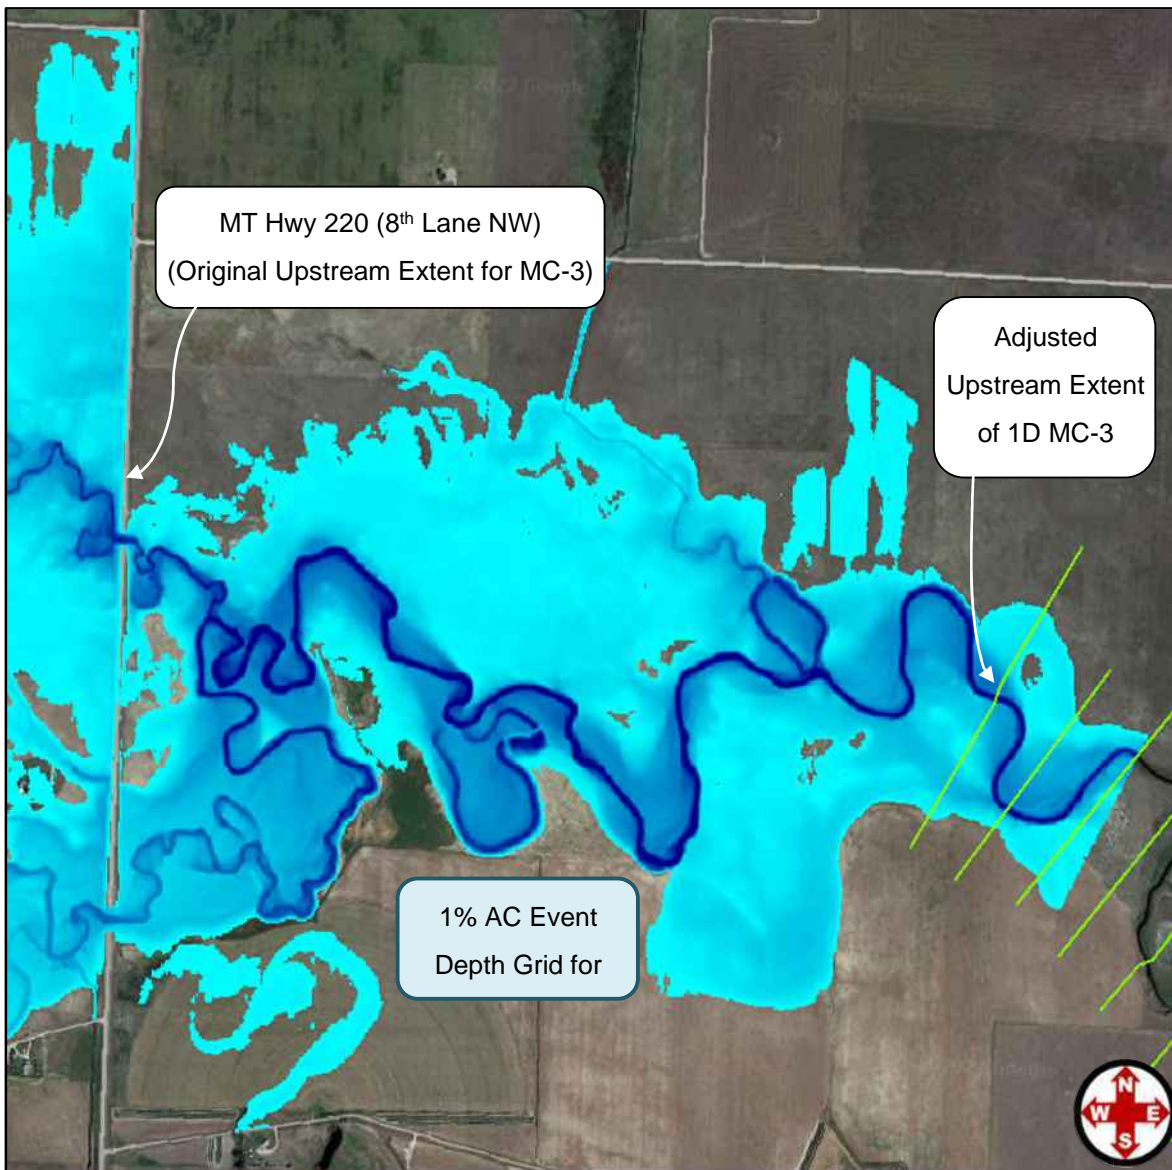 MT Hwy 220 (8th Lane NW)
(Original Upstream Extent for MC-3)
Adjusted
Upstream Extent
of 1D MC-3
1% AC Event
Depth Grid for
N
W E
S